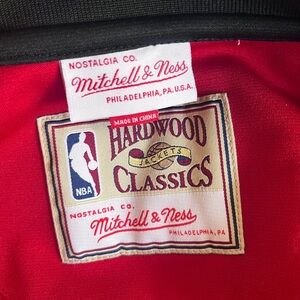 NOSTALGIA CO.
Mitchell & Ness
PHILADELPHIA, PA. U.S.A.
MADE IN CHINA
HARDWOOD
JACKETS
CLASSICS
NBA
NOSTALGIA CO.
Mitchell & Ness
PHILADELPHIA, PA